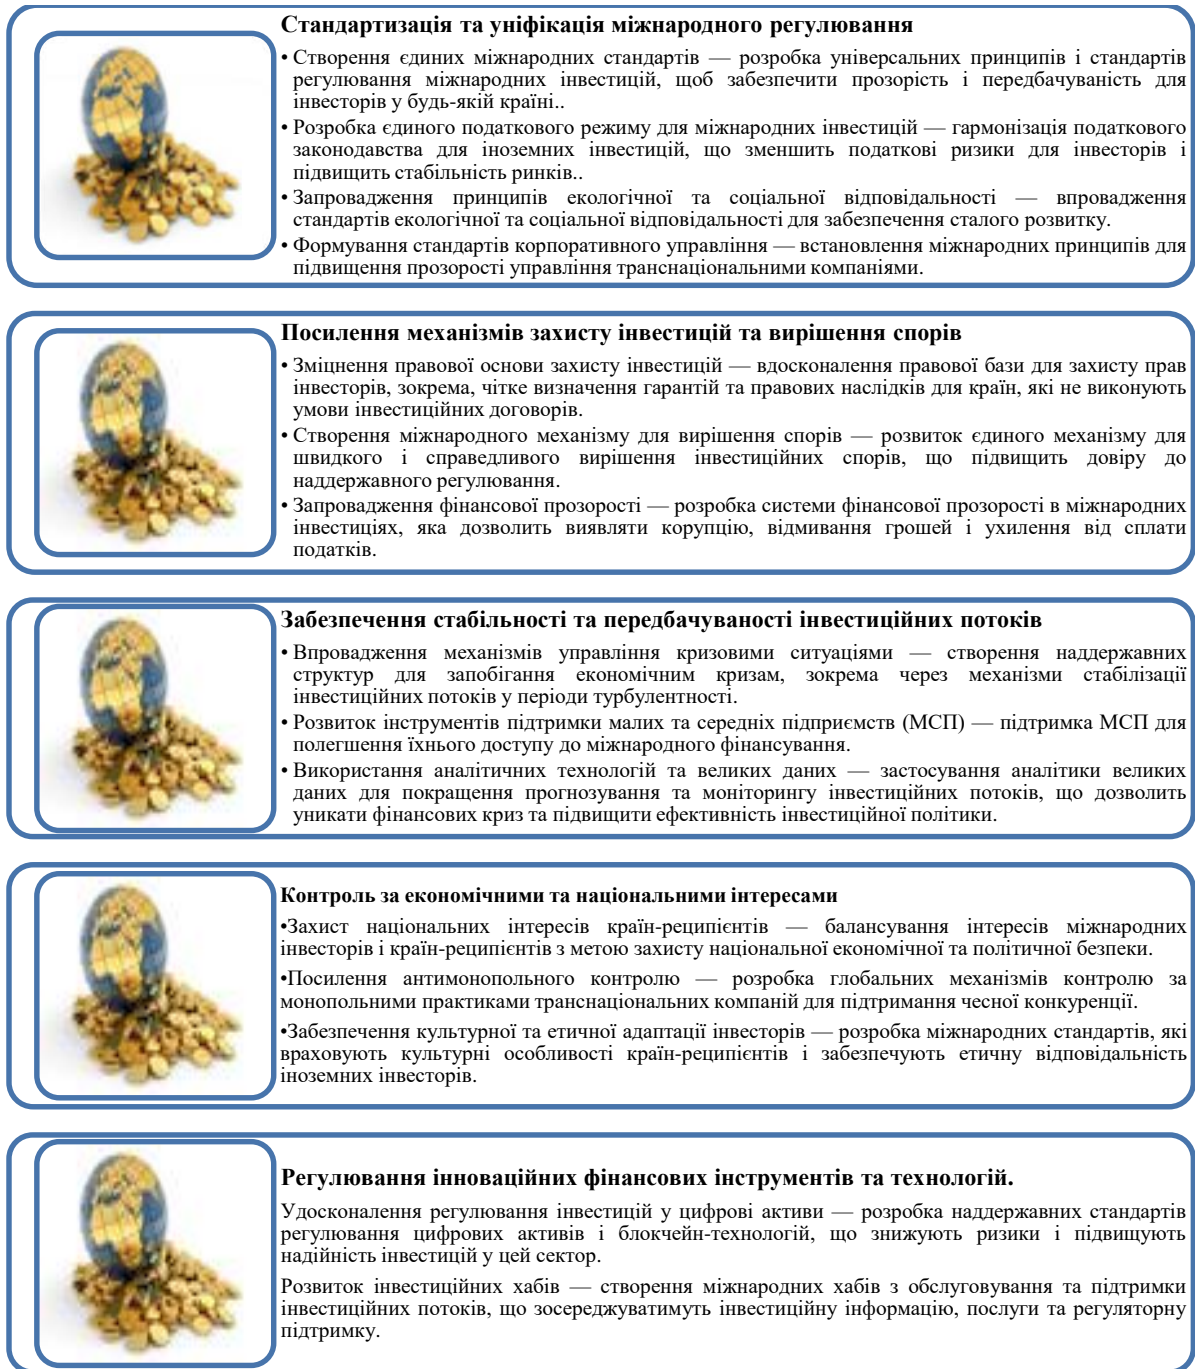 Стандартизація та уніфікація міжнародного регулювання
• Створення єдиних міжнародних стандартів — розробка універсальних принципів і стандартів
регулювання міжнародних інвестицій, щоб забезпечити прозорість і передбачуваність для
інвесторів у будь-якій країні..
• Розробка єдиного податкового режиму для міжнародних інвестицій — гармонізація податкового
законодавства для іноземних інвестицій, що зменшить податкові ризики для інвесторів і
підвищить стабільність ринків..
• Запровадження принципів екологічної та соціальної відповідальності — впровадження
стандартів екологічної та соціальної відповідальності для забезпечення сталого розвитку.
• Формування стандартів корпоративного управління — встановлення міжнародних принципів для
підвищення прозорості управління транснаціональними компаніями.
Посилення механізмів захисту інвестицій та вирішення спорів
• Зміцнення правової основи захисту інвестицій — вдосконалення правової бази для захисту прав
інвесторів, зокрема, чітке визначення гарантій та правових наслідків для країн, які не виконують
умови інвестиційних договорів.
• Створення міжнародного механізму для вирішення спорів — розвиток єдиного механізму для
швидкого і справедливого вирішення інвестиційних спорів, що підвищить довіру до
наддержавного регулювання.
• Запровадження фінансової прозорості — розробка системи фінансової прозорості в міжнародних
інвестиціях, яка дозволить виявляти корупцію, відмивання грошей і ухилення від сплати
податків.
Забезпечення стабільності та передбачуваності інвестиційних потоків
• Впровадження механізмів управління кризовими ситуаціями — створення наддержавних
структур для запобігання економічним кризам, зокрема через механізми стабілізації
інвестиційних потоків у періоди турбулентності.
• Розвиток інструментів підтримки малих та середніх підприємств (МСП) — підтримка МСП для
полегшення їхнього доступу до міжнародного фінансування.
• Використання аналітичних технологій та великих даних — застосування аналітики великих
даних для покращення прогнозування та моніторингу інвестиційних потоків, що дозволить
уникати фінансових криз та підвищити ефективність інвестиційної політики.
Контроль за економічними та національними інтересами
•Захист національних інтересів країн-реципієнтів — балансування інтересів міжнародних
інвесторів і країн-реципієнтів з метою захисту національної економічної та політичної безпеки.
•Посилення антимонопольного контролю — розробка глобальних механізмів контролю за
монопольними практиками транснаціональних компаній для підтримання чесної конкуренції.
•Забезпечення культурної та етичної адаптації інвесторів — розробка міжнародних стандартів, які
враховують культурні особливості країн-реципієнтів і забезпечують етичну відповідальність
іноземних інвесторів.
Регулювання інноваційних фінансових інструментів та технологій.
Удосконалення регулювання інвестицій у цифрові активи — розробка наддержавних стандартів
регулювання цифрових активів і блокчейн-технологій, що знижують ризики і підвищують
надійність інвестицій у цей сектор.
Розвиток інвестиційних хабів — створення міжнародних хабів з обслуговування та підтримки
інвестиційних потоків, що зосереджуватимуть інвестиційну інформацію, послуги та регуляторну
підтримку.